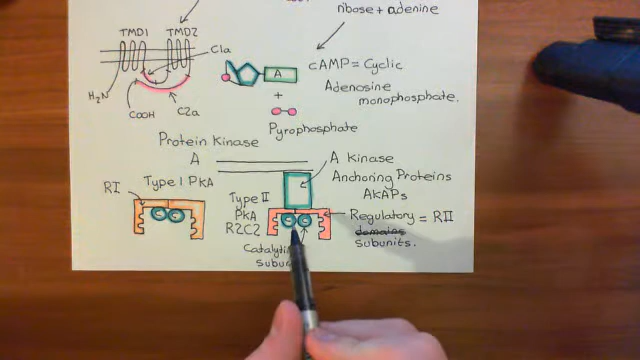 ribose + adenine
TMD1 TMD2
C1a
H2N
COOH
C2a
A
cAMP = Cyclic
Adenosine
monophosphate.
+
Pyrophosphate
Protein Kinase
A
A Kinase
Anchoring Proteins
AKAPs
Type I PKA
RI
Type II
PKA
R2C2
Regulatory = RII
domains
subunits.